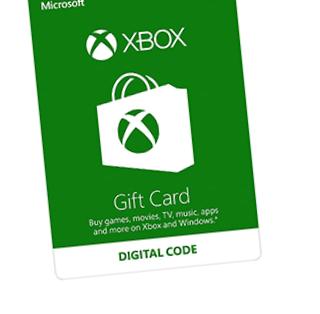 Microsoft
XBOX
Gift Card
Buy games, movies, TV, music, apps
and more on Xbox and Windows.*
DIGITAL CODE